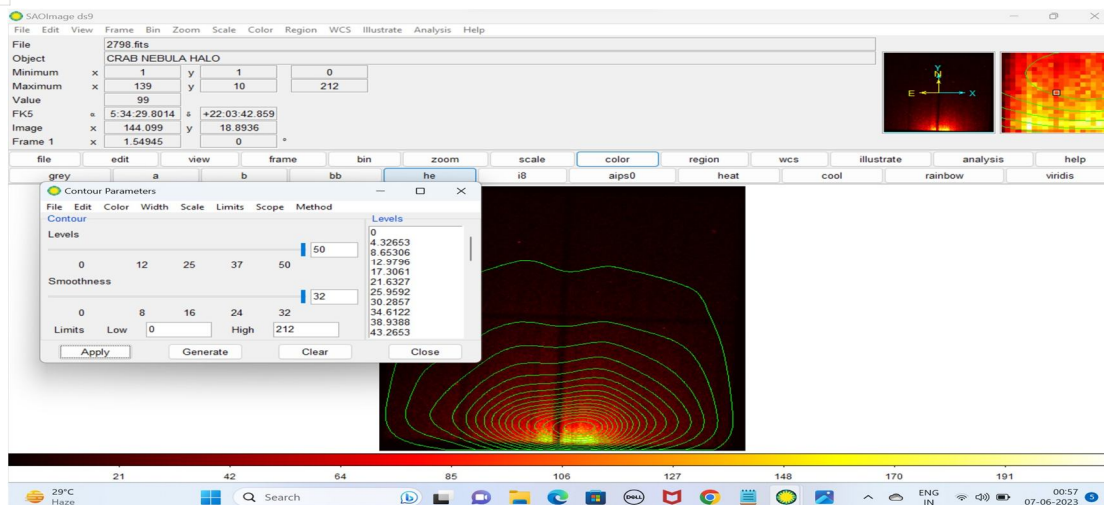 SAOImage ds9
File Edit View Frame Bin Zoom Scale Color Region WCS Illustrate Analysis Help
File 2798.fits
Object CRAB NEBULA HALO
Minimum x 1 y 1 0
Maximum x 139 y 10 212
Value 99
FK5 α 5:34:29.8014 δ +22:03:42.859
Image x 144.099 y 18.8936
Frame 1 x 1.54945 0 °
Y
N
E X
file edit view frame bin zoom scale color region wcs illustrate analysis help
grey a b bb he i8 aips0 heat cool rainbow viridis
Contour Parameters
File Edit Color Width Scale Limits Scope Method
Contour
Levels
50
0 12 25 37 50
Smoothness
32
0 8 16 24 32
Limits Low 0 High 212
Levels
0
4.32653
8.65306
12.9796
17.3061
21.6327
25.9592
30.2857
34.6122
38.9388
43.2653
Apply Generate Clear Close
21 42 64 85 106 127 148 170 191
29°C
Haze
Search
DELL
ENG
IN
00:57
07-06-2023
5